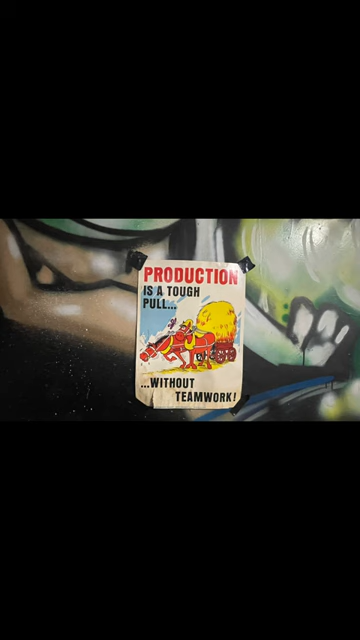 PRODUCTION
IS A TOUGH
PULL...
...WITHOUT
TEAMWORK!